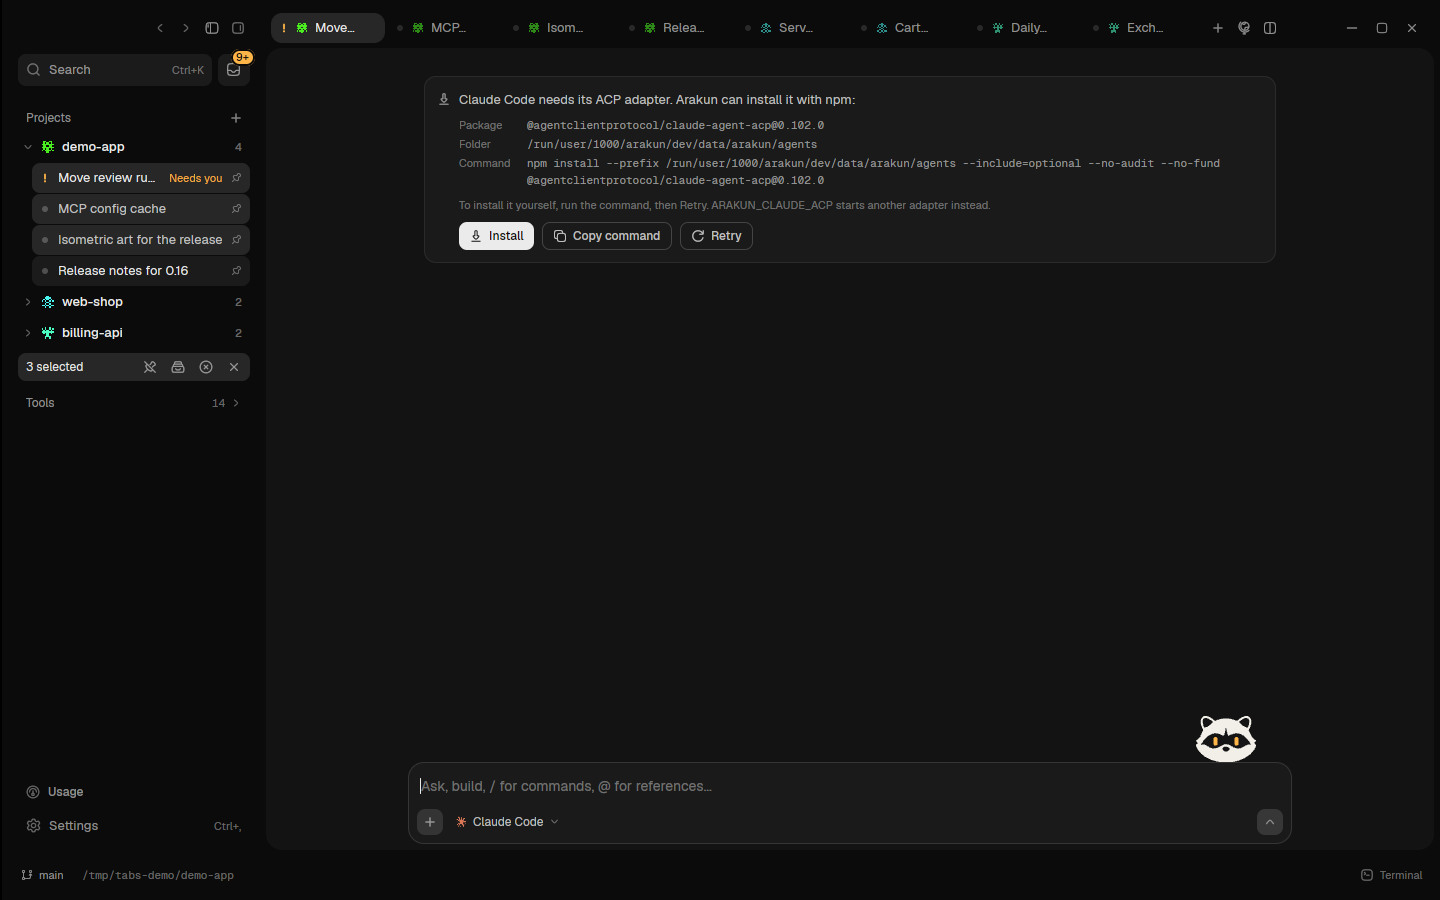 Move...
MCP...
Isom...
Relea...
Serv...
Cart...
Daily...
Exch...
Search
Ctrl+K
9+
Projects
demo-app
4
! Move review ru... Needs you
MCP config cache
Isometric art for the release
Release notes for 0.16
web-shop
2
billing-api
2
3 selected
Tools
14
Usage
Settings
Ctrl+,
Claude Code needs its ACP adapter. Arakun can install it with npm:
Package @agentclientprotocol/claude-agent-acp@0.102.0
Folder /run/user/1000/arakun/dev/data/arakun/agents
Command npm install --prefix /run/user/1000/arakun/dev/data/arakun/agents --include=optional --no-audit --no-fund
@agentclientprotocol/claude-agent-acp@0.102.0
To install it yourself, run the command, then Retry. ARAKUN_CLAUDE_ACP starts another adapter instead.
Install
Copy command
Retry
Ask, build, / for commands, @ for references...
Claude Code
main
/tmp/tabs-demo/demo-app
Terminal